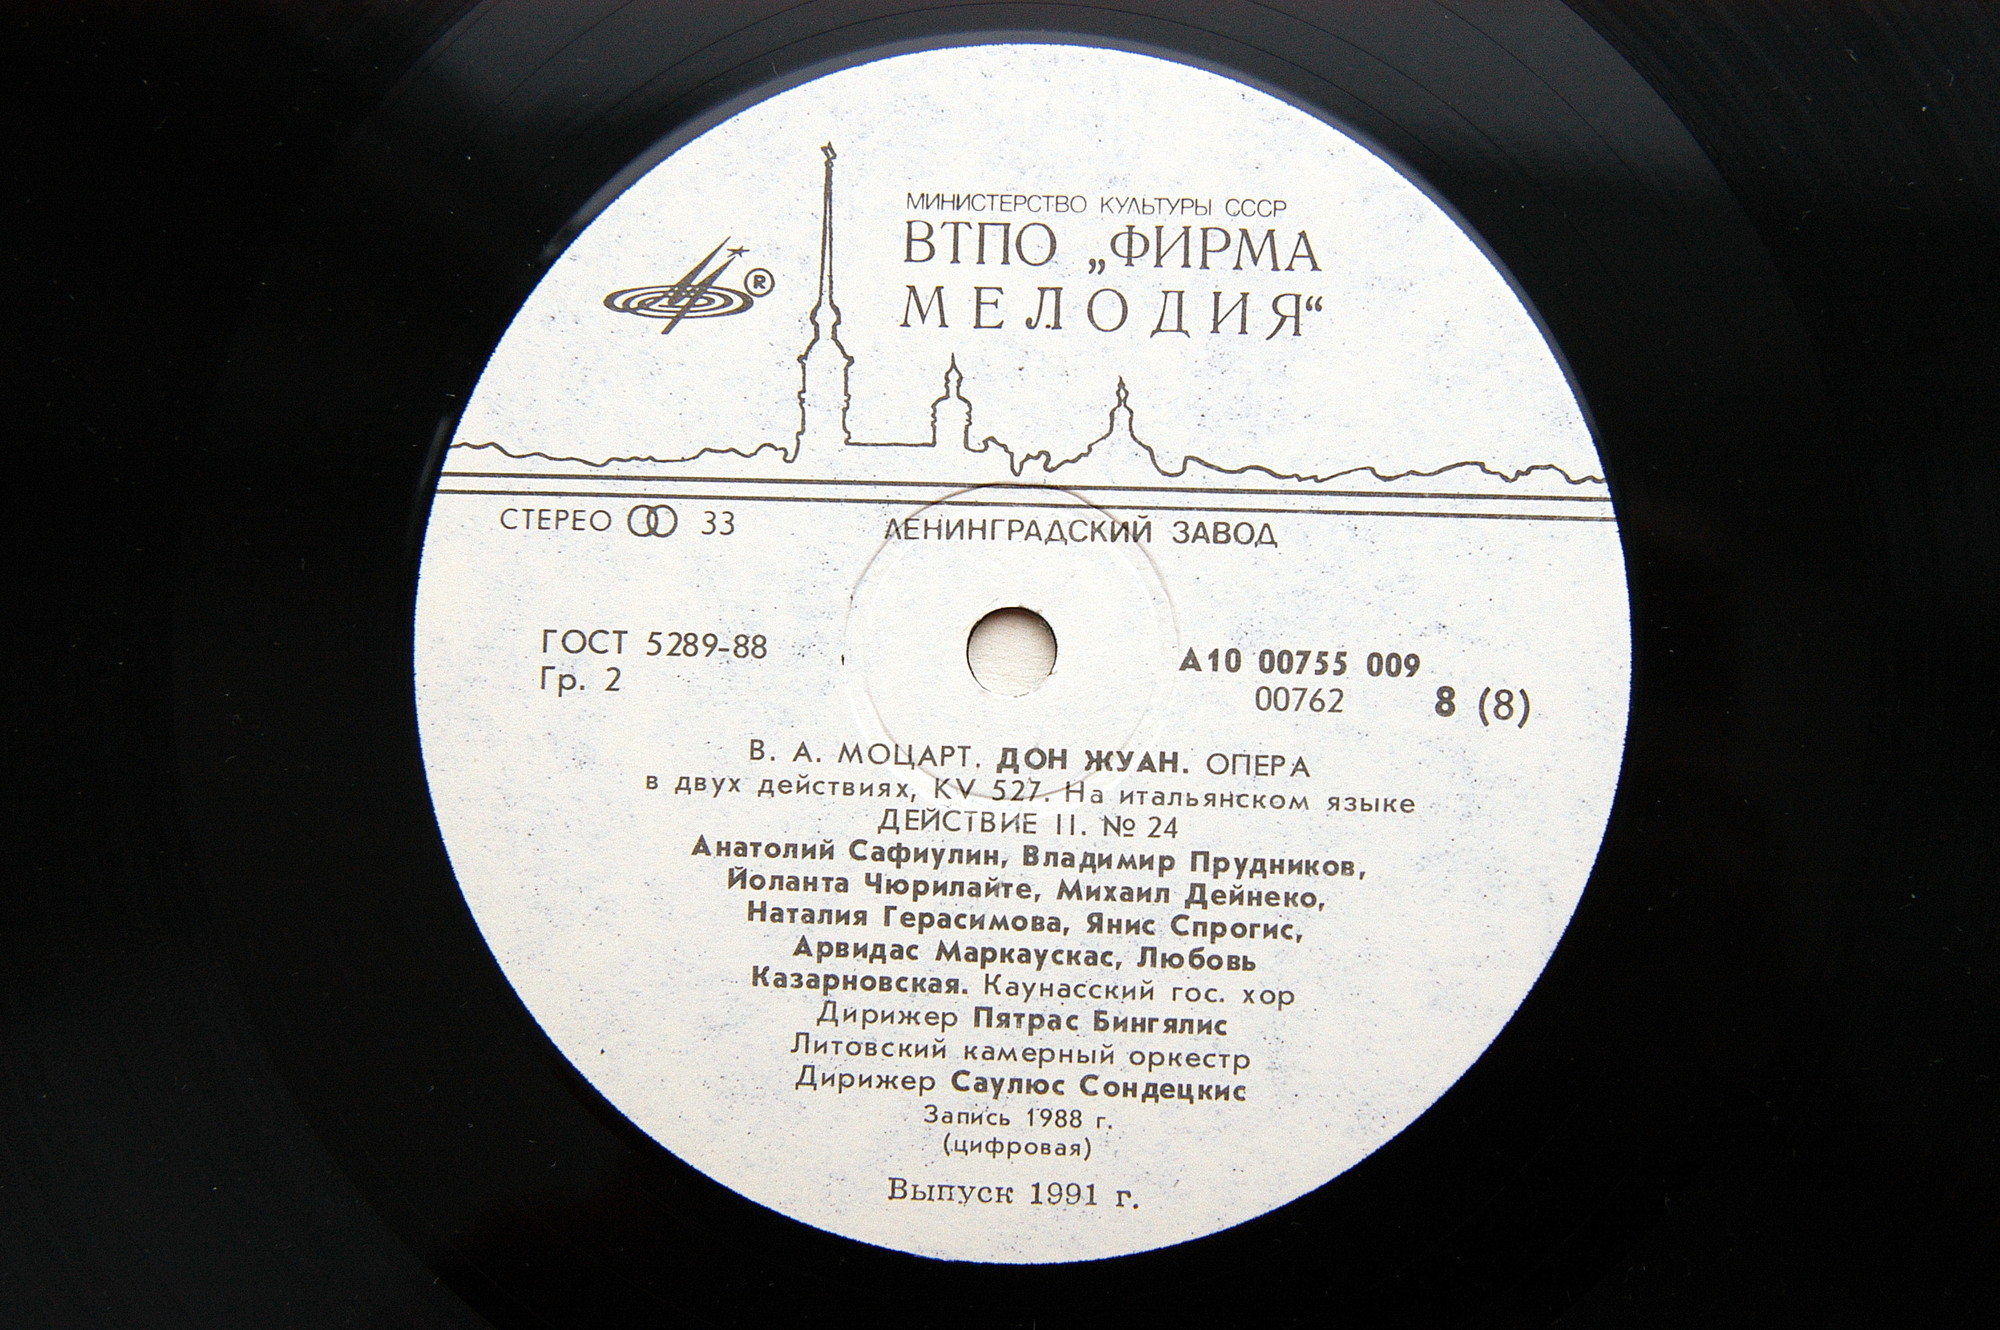 МИНИСТЕРСТВО КУЛЬТУРЫ СССР
ВТПО „ФИРМА
МЕЛОДИЯ“
®
СТЕРЕО 33
ЛЕНИНГРАДСКИЙ ЗАВОД
ГОСТ 5289-88
Гр. 2
А10 00755 009
00762 8 (8)
В. А. МОЦАРТ. ДОН ЖУАН. ОПЕРА
в двух действиях, KV 527. На итальянском языке
ДЕЙСТВИЕ II. № 24
Анатолий Сафиулин, Владимир Прудников,
Йоланта Чюрилайте, Михаил Дейнеко,
Наталия Герасимова, Янис Спрогис,
Арвидас Маркаускас, Любовь
Казарновская. Каунасский гос. хор
Дирижер Пятрас Бингялис
Литовский камерный оркестр
Дирижер Саулюс Сондецкис
Запись 1988 г.
(цифровая)
Выпуск 1991 г.